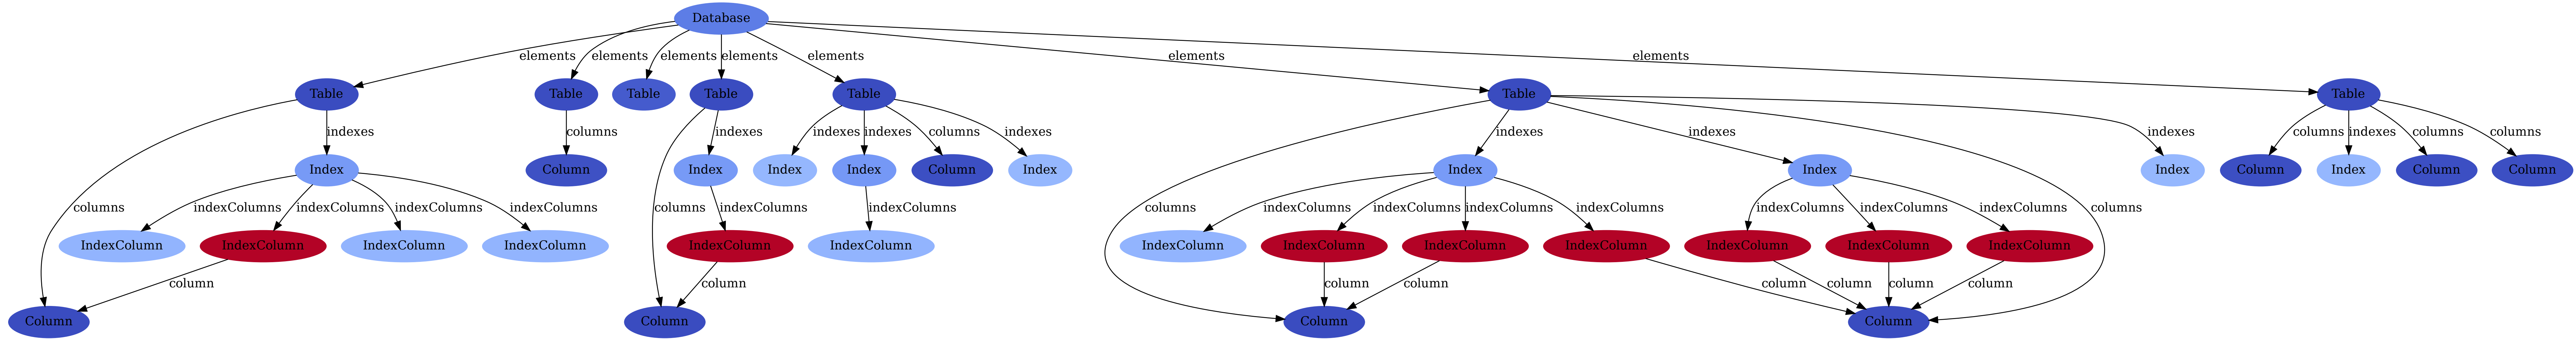 Database
elements elements elements elements elements elements elements
Table Table Table Table Table Table Table
indexes columns indexes indexes indexes columns indexes indexes indexes indexes columns indexes columns columns
Index Column Index Index Index Column Index Index Index Index Column Index Column Column
columns indexColumns indexColumns indexColumns indexColumns columns indexColumns indexColumns columns indexColumns indexColumns indexColumns indexColumns indexColumns indexColumns indexColumns columns
IndexColumn IndexColumn IndexColumn IndexColumn IndexColumn IndexColumn IndexColumn IndexColumn IndexColumn IndexColumn IndexColumn IndexColumn IndexColumn
column column column column column column column column
Column Column Column Column